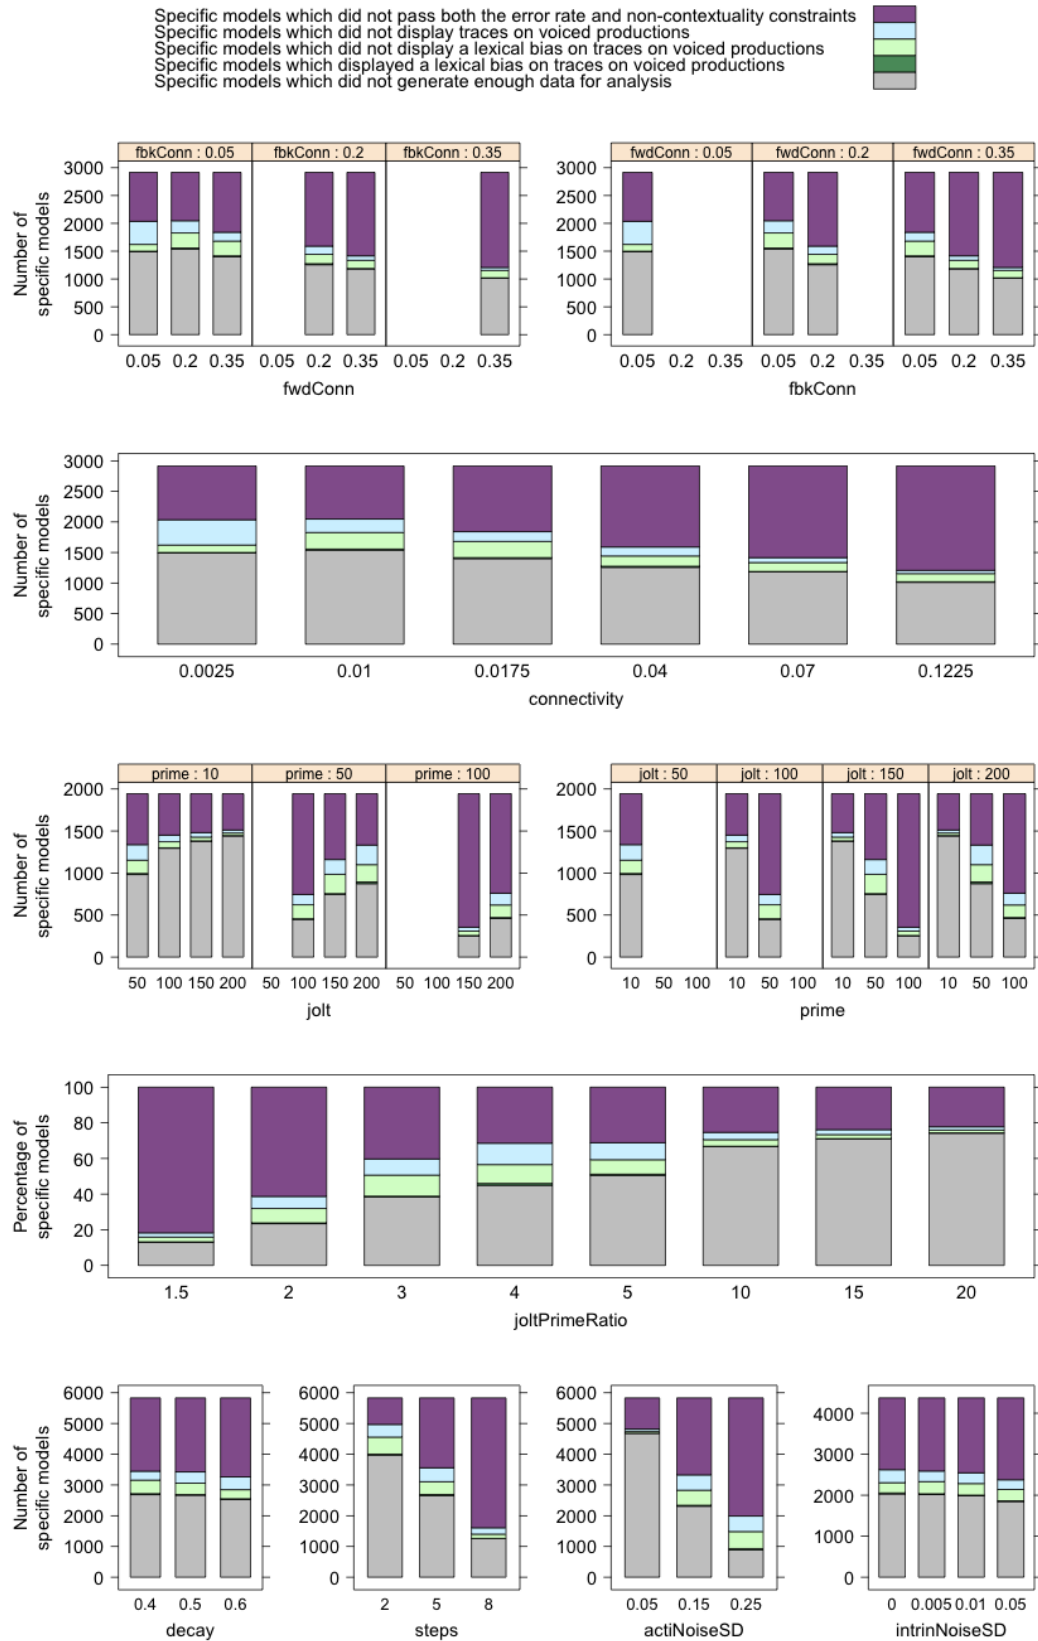 Specific models which did not pass both the error rate and non-contextuality constraints
Specific models which did not display traces on voiced productions
Specific models which did not display a lexical bias on traces on voiced productions
Specific models which displayed a lexical bias on traces on voiced productions
Specific models which did not generate enough data for analysis
fbkConn : 0.05 fbkConn : 0.2 fbkConn : 0.35
3000
2500
2000
1500
1000
500
0
Number of
specific models
0.05 0.2 0.35 0.05 0.2 0.35 0.05 0.2 0.35
fwdConn
fwdConn : 0.05 fwdConn : 0.2 fwdConn : 0.35
0.05 0.2 0.35 0.05 0.2 0.35 0.05 0.2 0.35
fbkConn
3000
2500
2000
1500
1000
500
0
Number of
specific models
0.0025 0.01 0.0175 0.04 0.07 0.1225
connectivity
prime : 10 prime : 50 prime : 100
2000
1500
1000
500
0
Number of
specific models
50 100 150 200 50 100 150 200 50 100 150 200
jolt
jolt : 50 jolt : 100 jolt : 150 jolt : 200
10 50 100 10 50 100 10 50 100 10 50 100
prime
100
80
60
40
20
0
Percentage of
specific models
1.5 2 3 4 5 10 15 20
joltPrimeRatio
6000
5000
4000
3000
2000
1000
0
Number of
specific models
0.4 0.5 0.6
decay
6000
5000
4000
3000
2000
1000
0
2 5 8
steps
6000
5000
4000
3000
2000
1000
0
0.05 0.15 0.25
actiNoiseSD
4000
3000
2000
1000
0
0 0.005 0.01 0.05
intrinNoiseSD